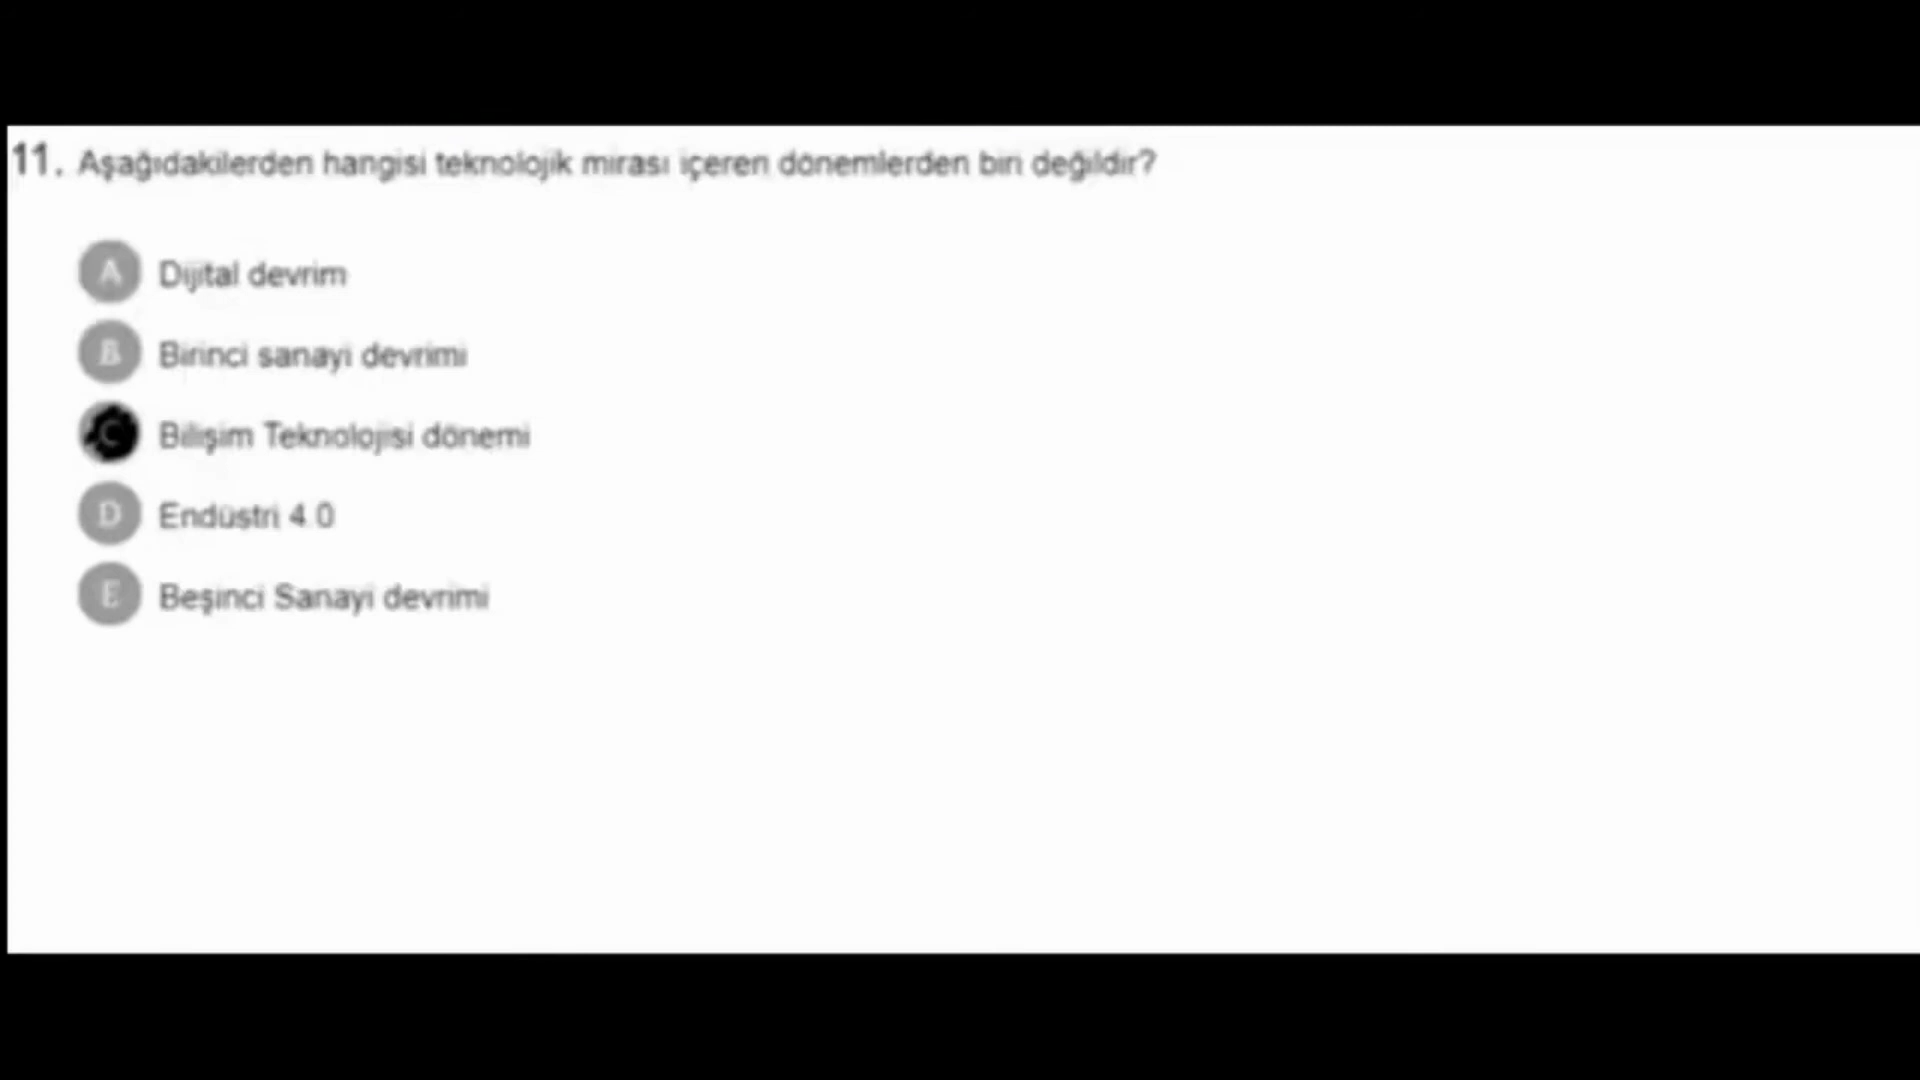 11. Aşağıdakilerden hangisi teknolojik mirası içeren dönemlerden biri değildir?
A Dijital devrim
B Birinci sanayi devrimi
C Bilişim Teknolojisi dönemi
D Endüstri 4.0
E Beşinci Sanayi devrimi